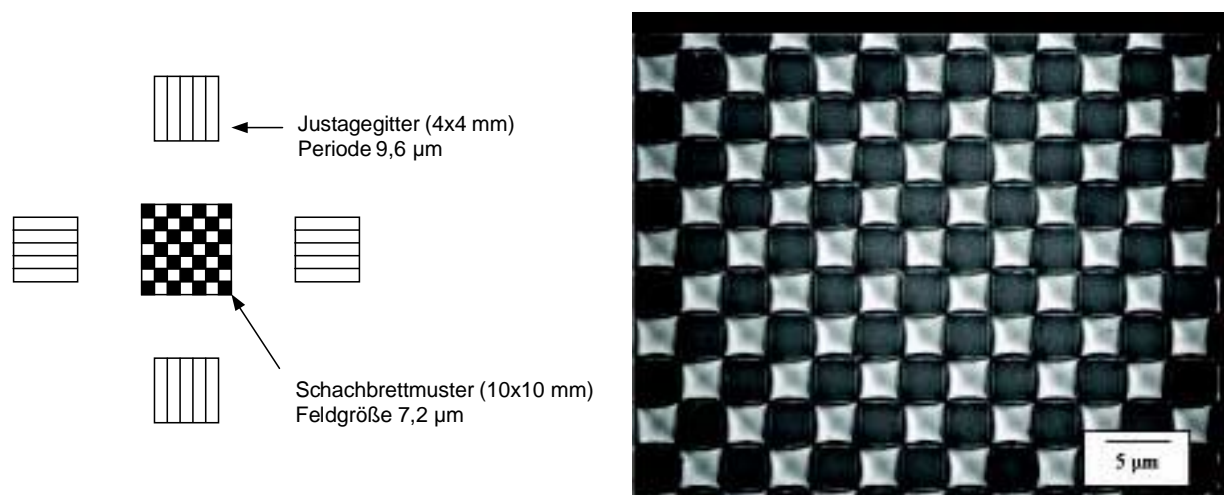 Justagegitter (4x4 mm)
Periode 9,6 µm
Schachbrettmuster (10x10 mm)
Feldgröße 7,2 µm
5 µm